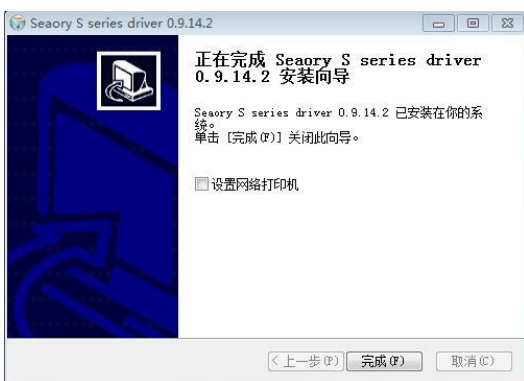 Seaory S series driver 0.9.14.2
正在完成 Seaory S series driver
0.9.14.2 安装向导
Seaory S series driver 0.9.14.2 已安装在你的系
统。
单击 [完成(F)] 关闭此向导。
设置网络打印机
<上一步(P) 完成(F) 取消(C)